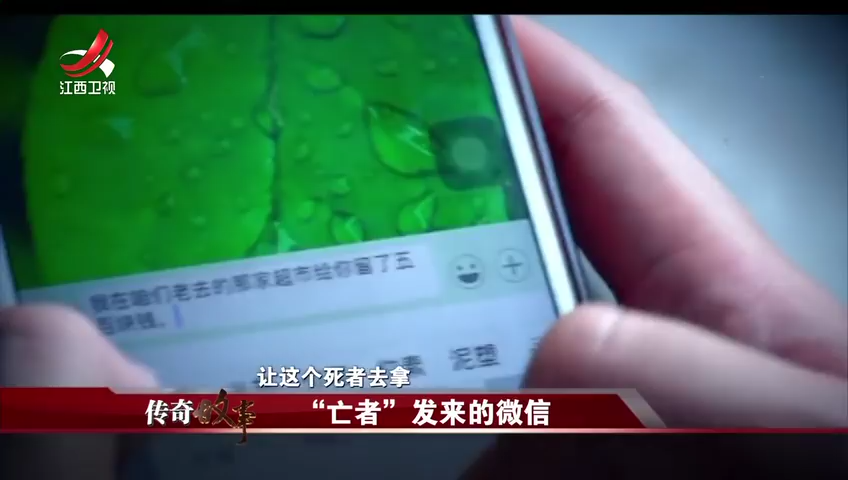 江西卫视
我在咱们老去的那家超市给你留了五
百块钱。
泥塑
让这个死者去拿
传奇故事
“亡者”发来的微信